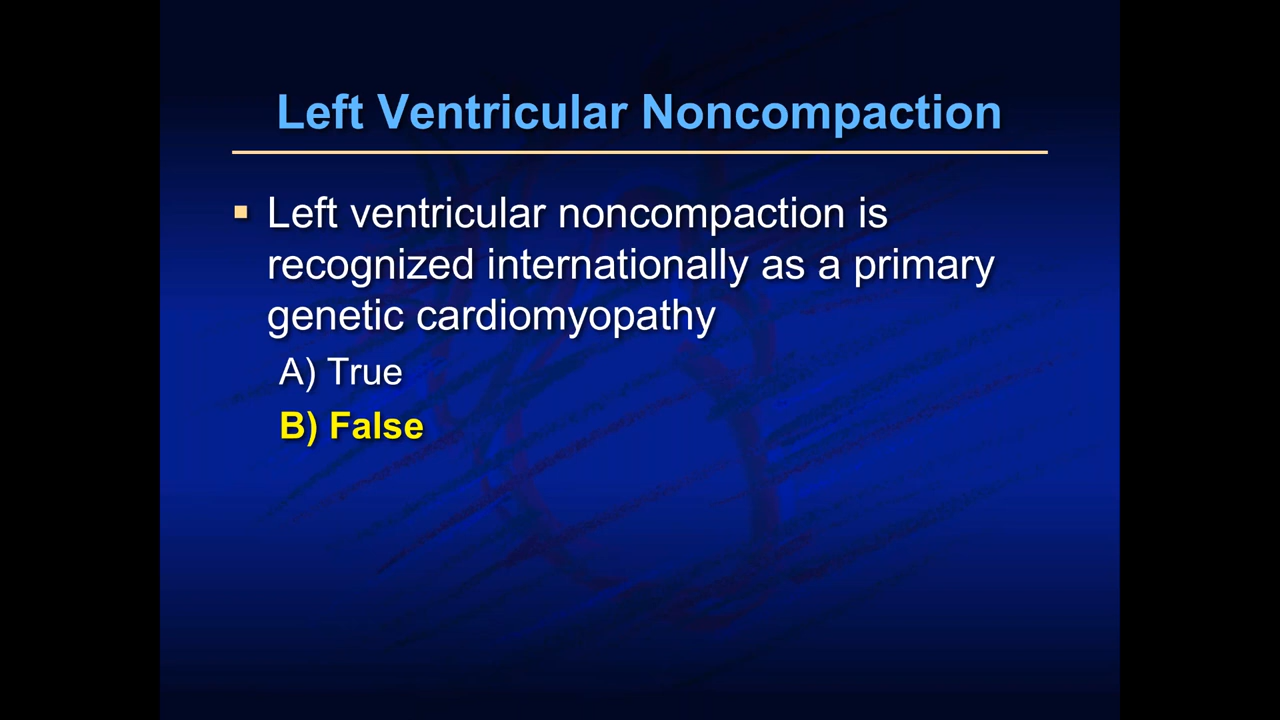 Left Ventricular Noncompaction
▪ Left ventricular noncompaction is
recognized internationally as a primary
genetic cardiomyopathy
A) True
B) False